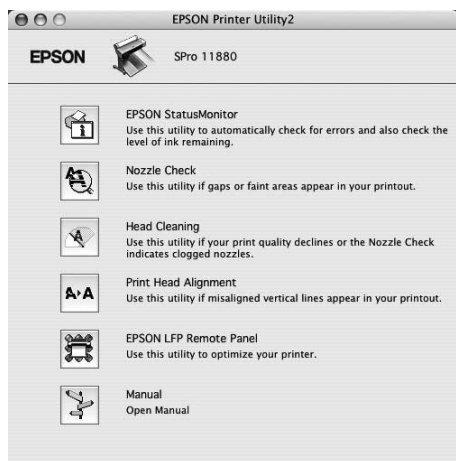 EPSON Printer Utility2
EPSON
SPro 11880
EPSON StatusMonitor
Use this utility to automatically check for errors and also check the
level of ink remaining.
Nozzle Check
Use this utility if gaps or faint areas appear in your printout.
Head Cleaning
Use this utility if your print quality declines or the Nozzle Check
indicates clogged nozzles.
A
A
Print Head Alignment
Use this utility if misaligned vertical lines appear in your printout.
EPSON LFP Remote Panel
Use this utility to optimize your printer.
Manual
Open Manual